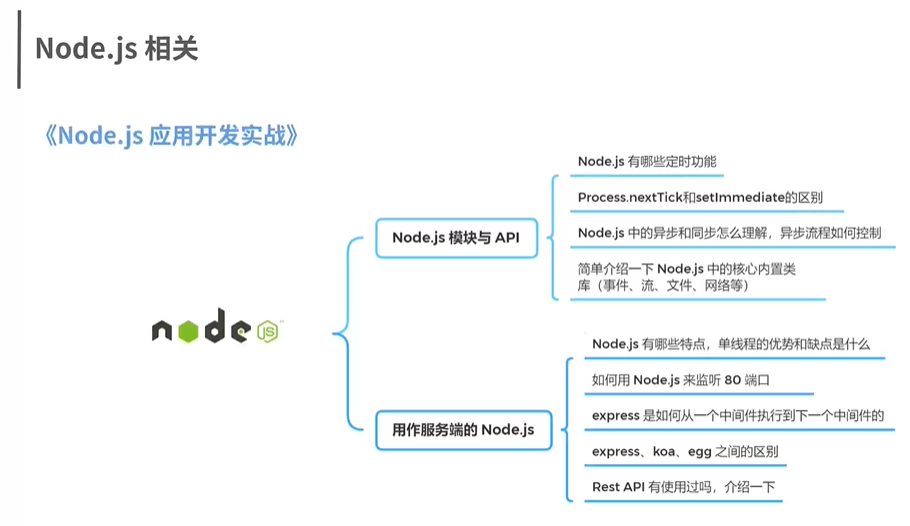 Node.js 相关
《Node.js 应用开发实战》
Node.js 模块与 API
Node.js 有哪些定时功能
Process.nextTick和setImmediate的区别
Node.js 中的异步和同步怎么理解，异步流程如何控制
简单介绍一下 Node.js 中的核心内置类
库（事件、流、文件、网络等）
node
JS
用作服务端的 Node.js
Node.js 有哪些特点，单线程的优势和缺点是什么
如何用 Node.js 来监听 80 端口
express 是如何从一个中间件执行到下一个中间件的
express、koa、egg 之间的区别
Rest API 有使用过吗，介绍一下